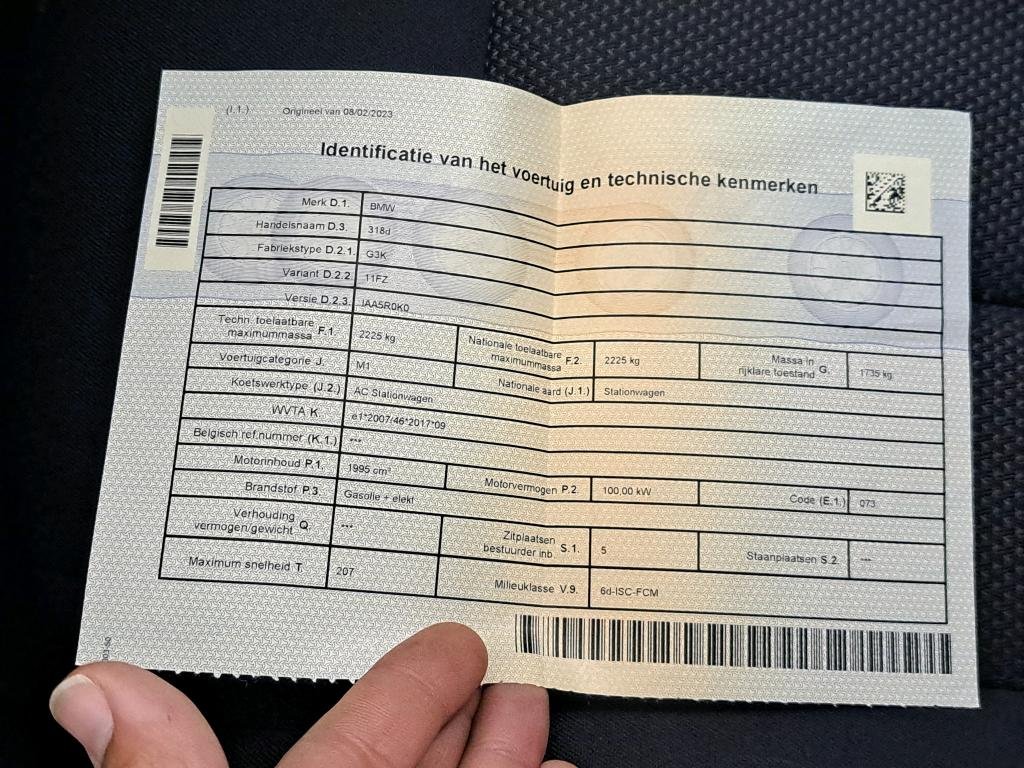 (I.1.) Origineel van 08/02/2023
Identificatie van het voertuig en technische kenmerken
Merk D.1. BMW
Handelsnaam D.3. 318d
Fabriekstype D.2.1. G3K
Variant D.2.2. 11FZ
Versie D.2.3. IAA5R0K0
Techn. toelaatbare maximummassa F.1. 2225 kg Nationale toelaatbare maximummassa F.2. 2225 kg Massa in rijklare toestand G. 1735 kg
Voertuigcategorie J. M1 Nationale aard (J.1.) Stationwagen
Koetswerktype (J.2.) AC Stationwagen
WVTA K. e1*2007/46*2017*09
Belgisch ref.nummer (K.1.) ---
Motorinhoud P.1. 1995 cm³ Motorvermogen P.2. 100,00 kW Code (E.1.) 073
Brandstof P.3. Gasolie + elekt
Verhouding vermogen/gewicht Q. --- Zitplaatsen bestuurder inb. S.1. 5 Staanplaatsen S.2. ---
Maximum snelheid T. 207 Milieuklasse V.9. 6d-ISC-FCM